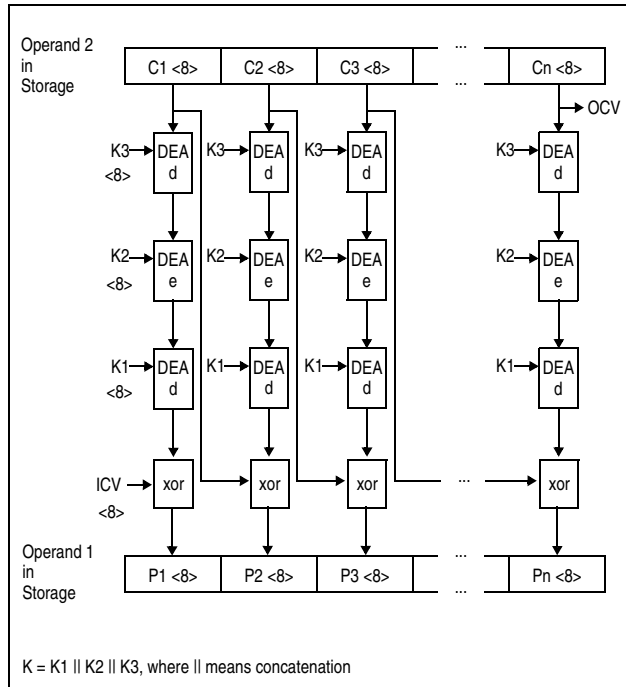 Operand 2
in
Storage
C1 <8> C2 <8> C3 <8> ... Cn <8>
...
OCV
K3 DEA d K3 DEA d K3 DEA d K3 DEA d
<8>
K2 DEA e K2 DEA e K2 DEA e K2 DEA e
<8>
K1 DEA d K1 DEA d K1 DEA d K1 DEA d
<8>
ICV xor xor xor ... xor
<8>
Operand 1
in
Storage
P1 <8> P2 <8> P3 <8> ... Pn <8>
...
K = K1 || K2 || K3, where || means concatenation